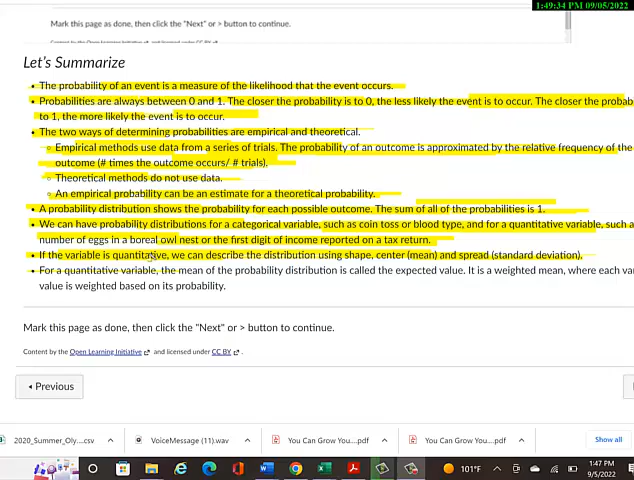 1:49:34 PM 09/05/2022
Mark this page as done, then click the "Next" or > button to continue.
Content by the Open Learning Initiative and licensed under CC BY .
Let's Summarize
• The probability of an event is a measure of the likelihood that the event occurs.
• Probabilities are always between 0 and 1. The closer the probability is to 0, the less likely the event is to occur. The closer the probab
to 1, the more likely the event is to occur.
• The two ways of determining probabilities are empirical and theoretical.
Empirical methods use data from a series of trials. The probability of an outcome is approximated by the relative frequency of the
outcome (# times the outcome occurs/ # trials).
Theoretical methods do not use data.
An empirical probability can be an estimate for a theoretical probability.
• A probability distribution shows the probability for each possible outcome. The sum of all of the probabilities is 1.
• We can have probability distributions for a categorical variable, such as coin toss or blood type, and for a quantitative variable, such a
number of eggs in a boreal owl nest or the first digit of income reported on a tax return.
• If the variable is quantitative, we can describe the distribution using shape, center (mean) and spread (standard deviation).
• For a quantitative variable, the mean of the probability distribution is called the expected value. It is a weighted mean, where each va
value is weighted based on its probability.
Mark this page as done, then click the "Next" or > button to continue.
Content by the Open Learning Initiative and licensed under CC BY .
◂ Previous
2020_Summer_Oly....csv
VoiceMessage (11).wav
You Can Grow You....pdf
You Can Grow You....pdf
Show all
101°F
1:47 PM
9/5/2022